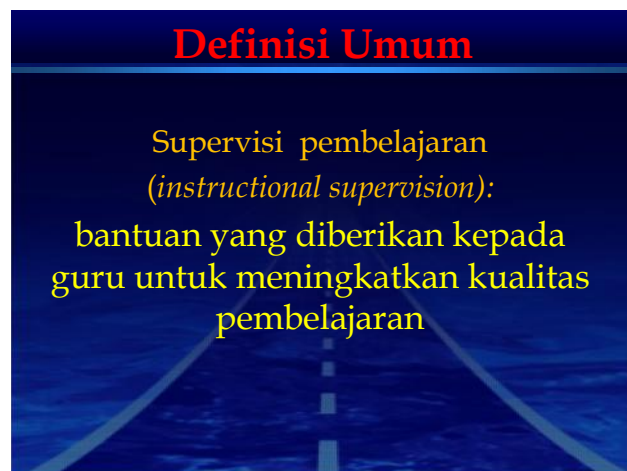 Definisi Umum
Supervisi pembelajaran
(instructional supervision):
bantuan yang diberikan kepada
guru untuk meningkatkan kualitas
pembelajaran